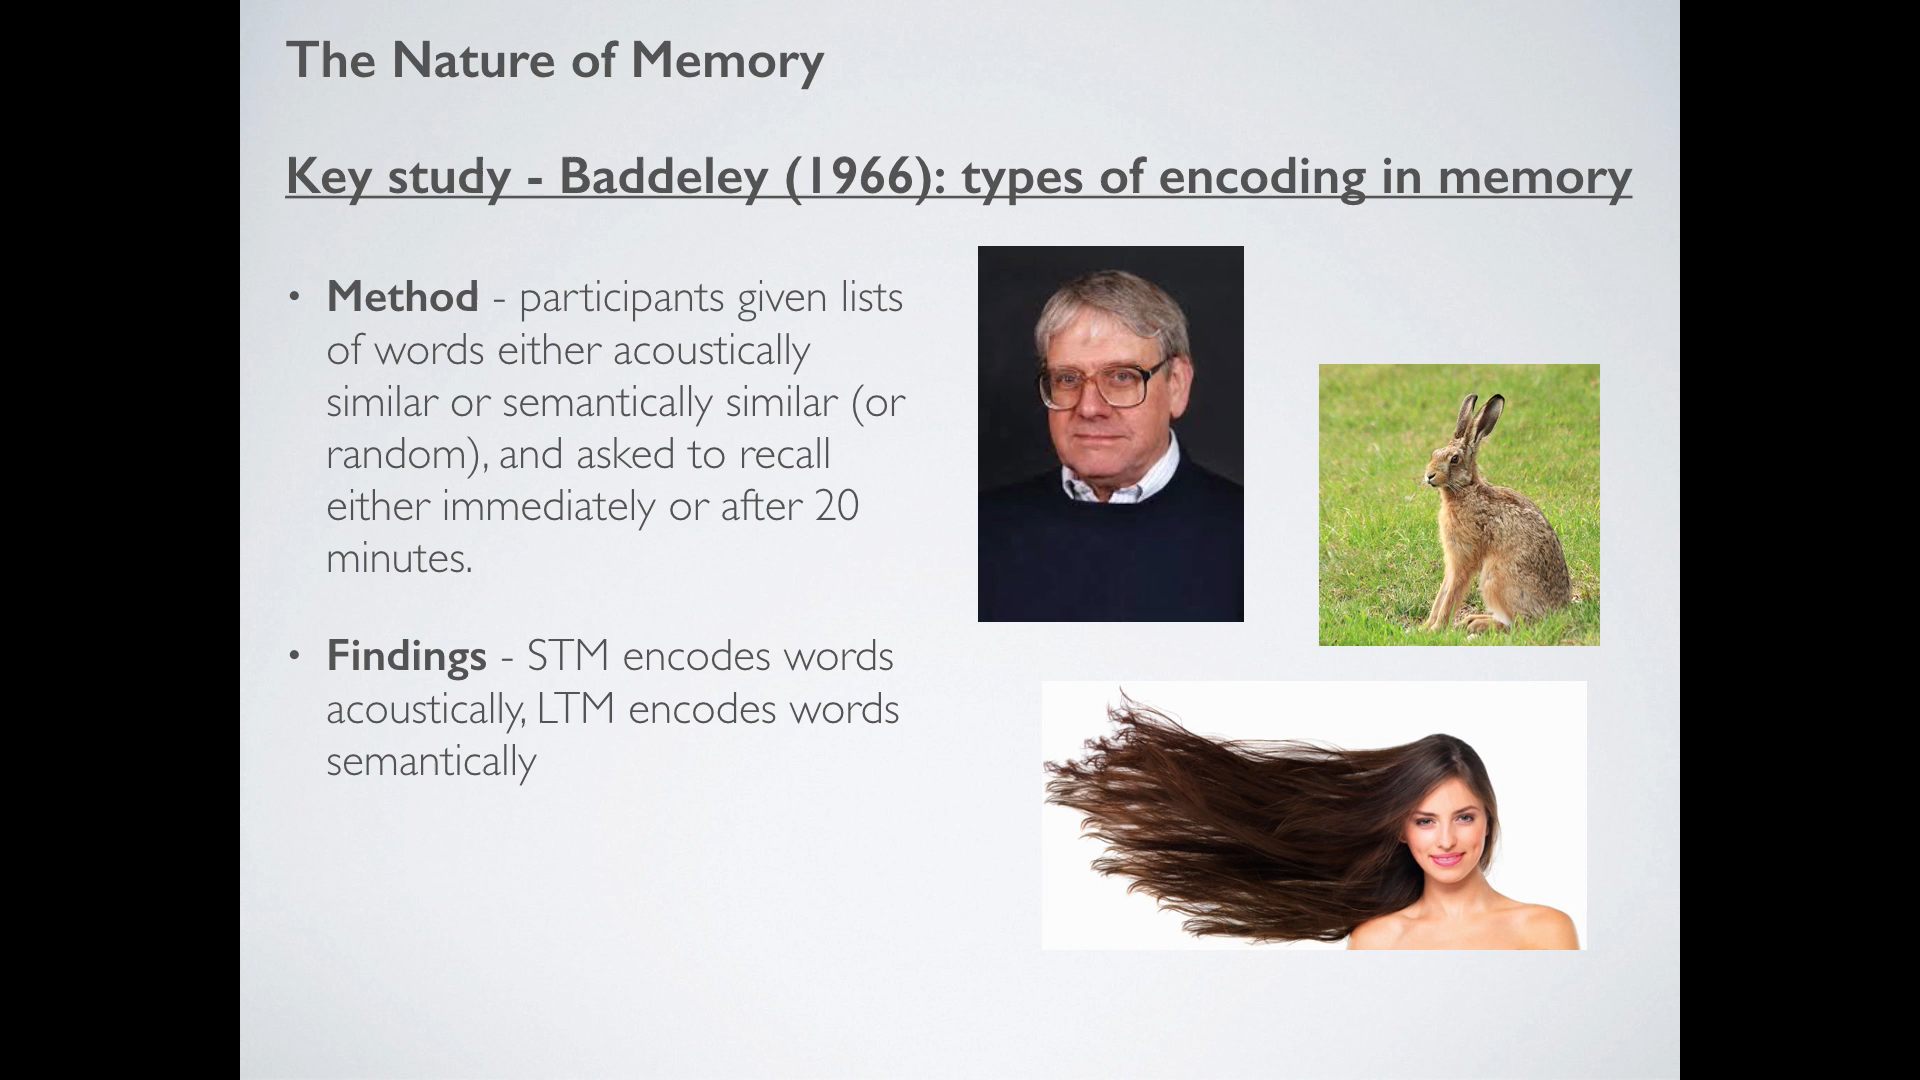 The Nature of Memory
Key study - Baddeley (1966): types of encoding in memory
• Method - participants given lists
of words either acoustically
similar or semantically similar (or
random), and asked to recall
either immediately or after 20
minutes.
• Findings - STM encodes words
acoustically, LTM encodes words
semantically